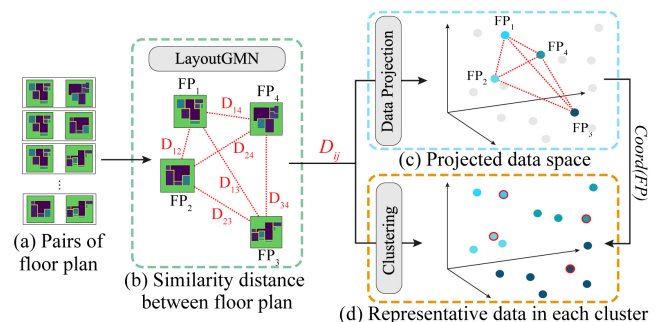 LayoutGMN
FP1
FP4
D14
D12
D24
D13
D34
FP2
D23
FP3
⋮
(a) Pairs of
floor plan
(b) Similarity distance
between floor plan
Dij
Data Projection
FP1
FP4
FP2
FP3
(c) Projected data space
Coord(FP)
Clustering
(d) Representative data in each cluster